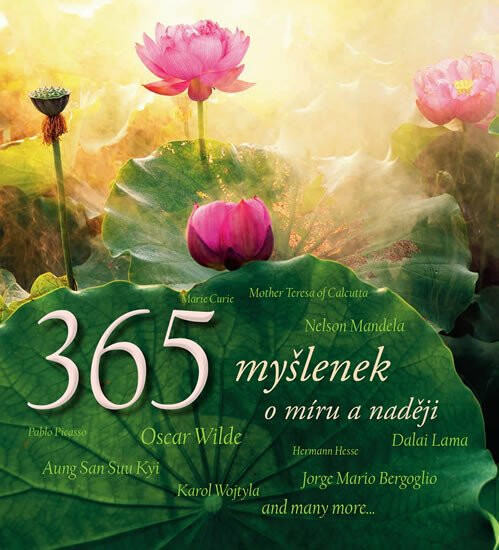 Marie Curie
Mother Teresa of Calcutta
Nelson Mandela
365 myšlenek
o míru a naději
Pablo Picasso
Oscar Wilde
Hermann Hesse
Dalai Lama
Aung San Suu Kyi
Karol Wojtyla
Jorge Mario Bergoglio
and many more...